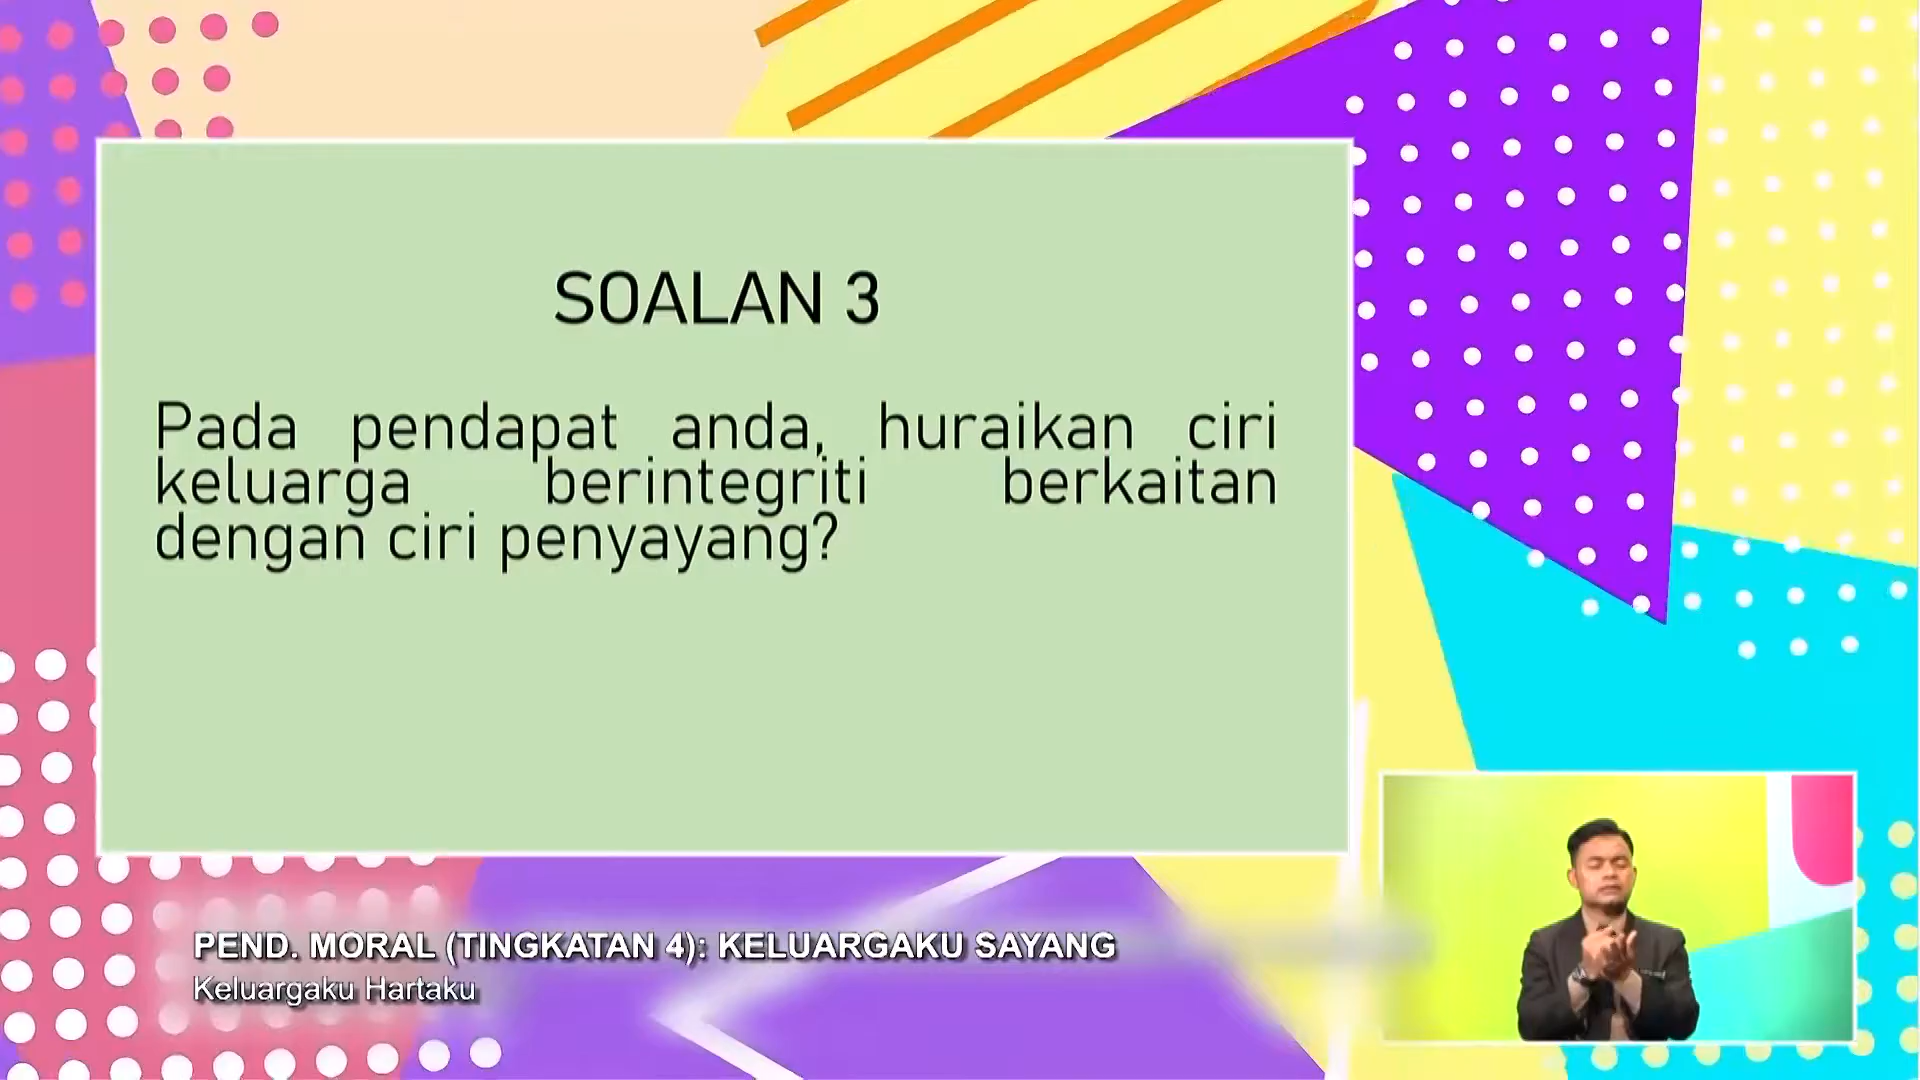 SOALAN 3
Pada pendapat anda, huraikan ciri
keluarga berintegriti berkaitan
dengan ciri penyayang?
PEND. MORAL (TINGKATAN 4): KELUARGAKU SAYANG
Keluargaku Hartaku